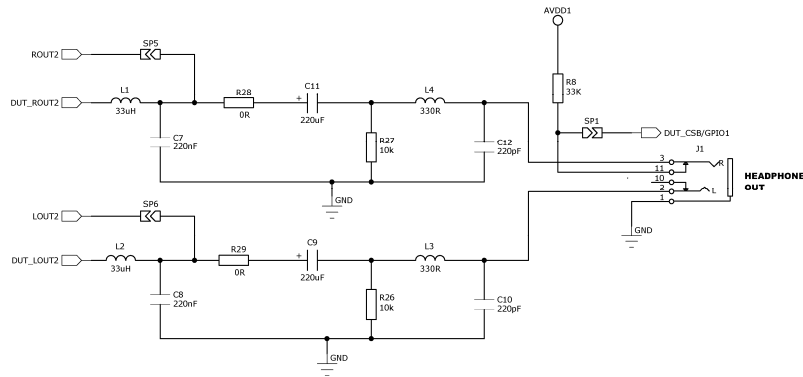 AVDD1
SP5
ROUT2
R8
33K
L1
R28
C11
L4
DUT_ROUT2
+
33uH
0R
220uF
330R
SP1
DUT_CSB/GPIO1
C7
220nF
R27
10k
C12
220pF
J1
3
R
11
10
HEADPHONE
OUT
2
L
1
GND
SP6
LOUT2
GND
L2
R29
C9
L3
DUT_LOUT2
+
33uH
0R
220uF
330R
C8
220nF
R26
10k
C10
220pF
GND